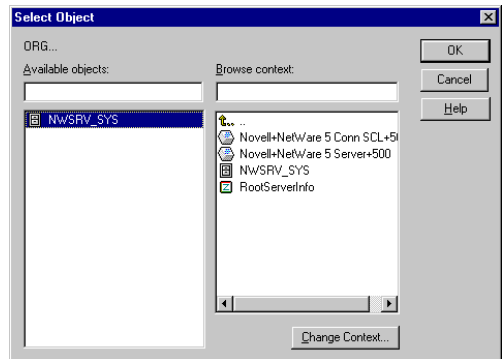 Select Object
ORG...
Available objects:
Browse context:
NWSRV_SYS
..
Novell+NetWare 5 Conn SCL+50
Novell+NetWare 5 Server+500
NWSRV_SYS
RootServerInfo
OK
Cancel
Help
Change Context...